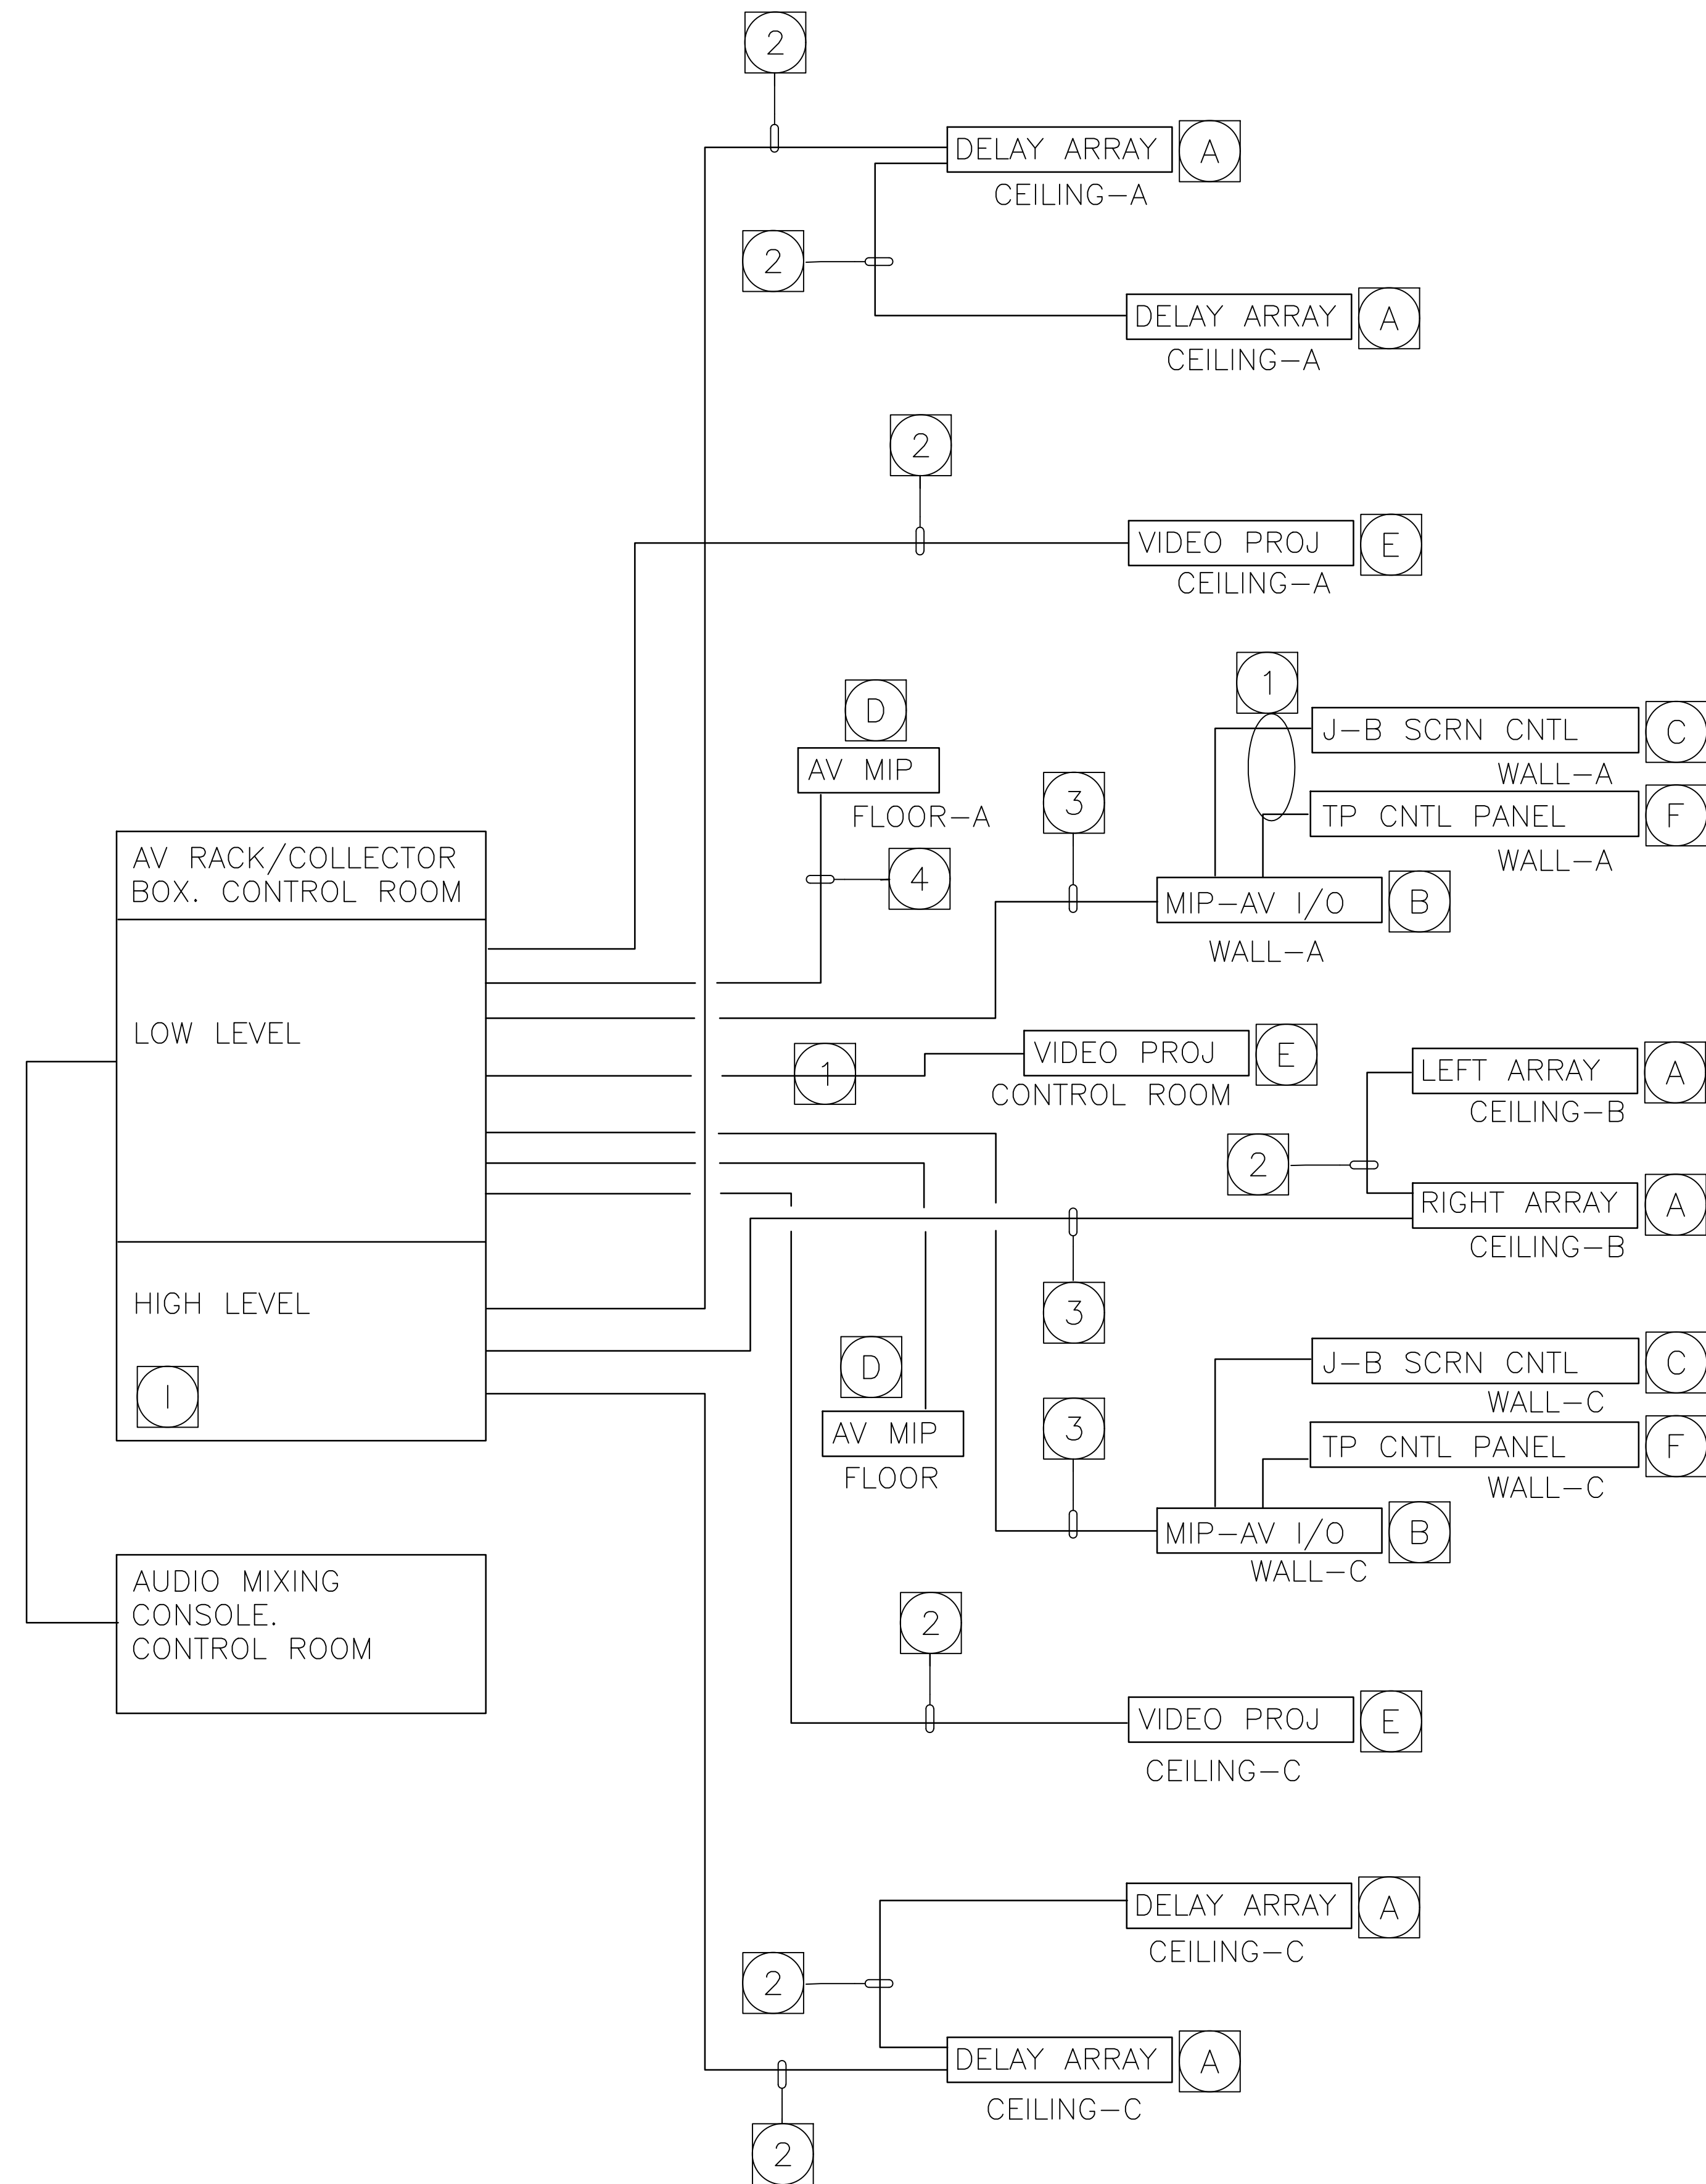 2
DELAY ARRAY
A
CEILING-A
2
DELAY ARRAY
A
CEILING-A
2
VIDEO PROJ
E
CEILING-A
1
D
J-B SCRN CNTL
C
WALL-A
AV MIP
FLOOR-A
3
TP CNTL PANEL
F
WALL-A
4
MIP-AV I/O
B
WALL-A
AV RACK/COLLECTOR
BOX. CONTROL ROOM
LOW LEVEL
1
VIDEO PROJ
E
CONTROL ROOM
LEFT ARRAY
A
CEILING-B
2
RIGHT ARRAY
A
CEILING-B
HIGH LEVEL
I
3
D
AV MIP
FLOOR
J-B SCRN CNTL
C
WALL-C
3
TP CNTL PANEL
F
WALL-C
MIP-AV I/O
B
WALL-C
AUDIO MIXING
CONSOLE.
CONTROL ROOM
2
VIDEO PROJ
E
CEILING-C
DELAY ARRAY
A
CEILING-C
2
DELAY ARRAY
A
CEILING-C
2